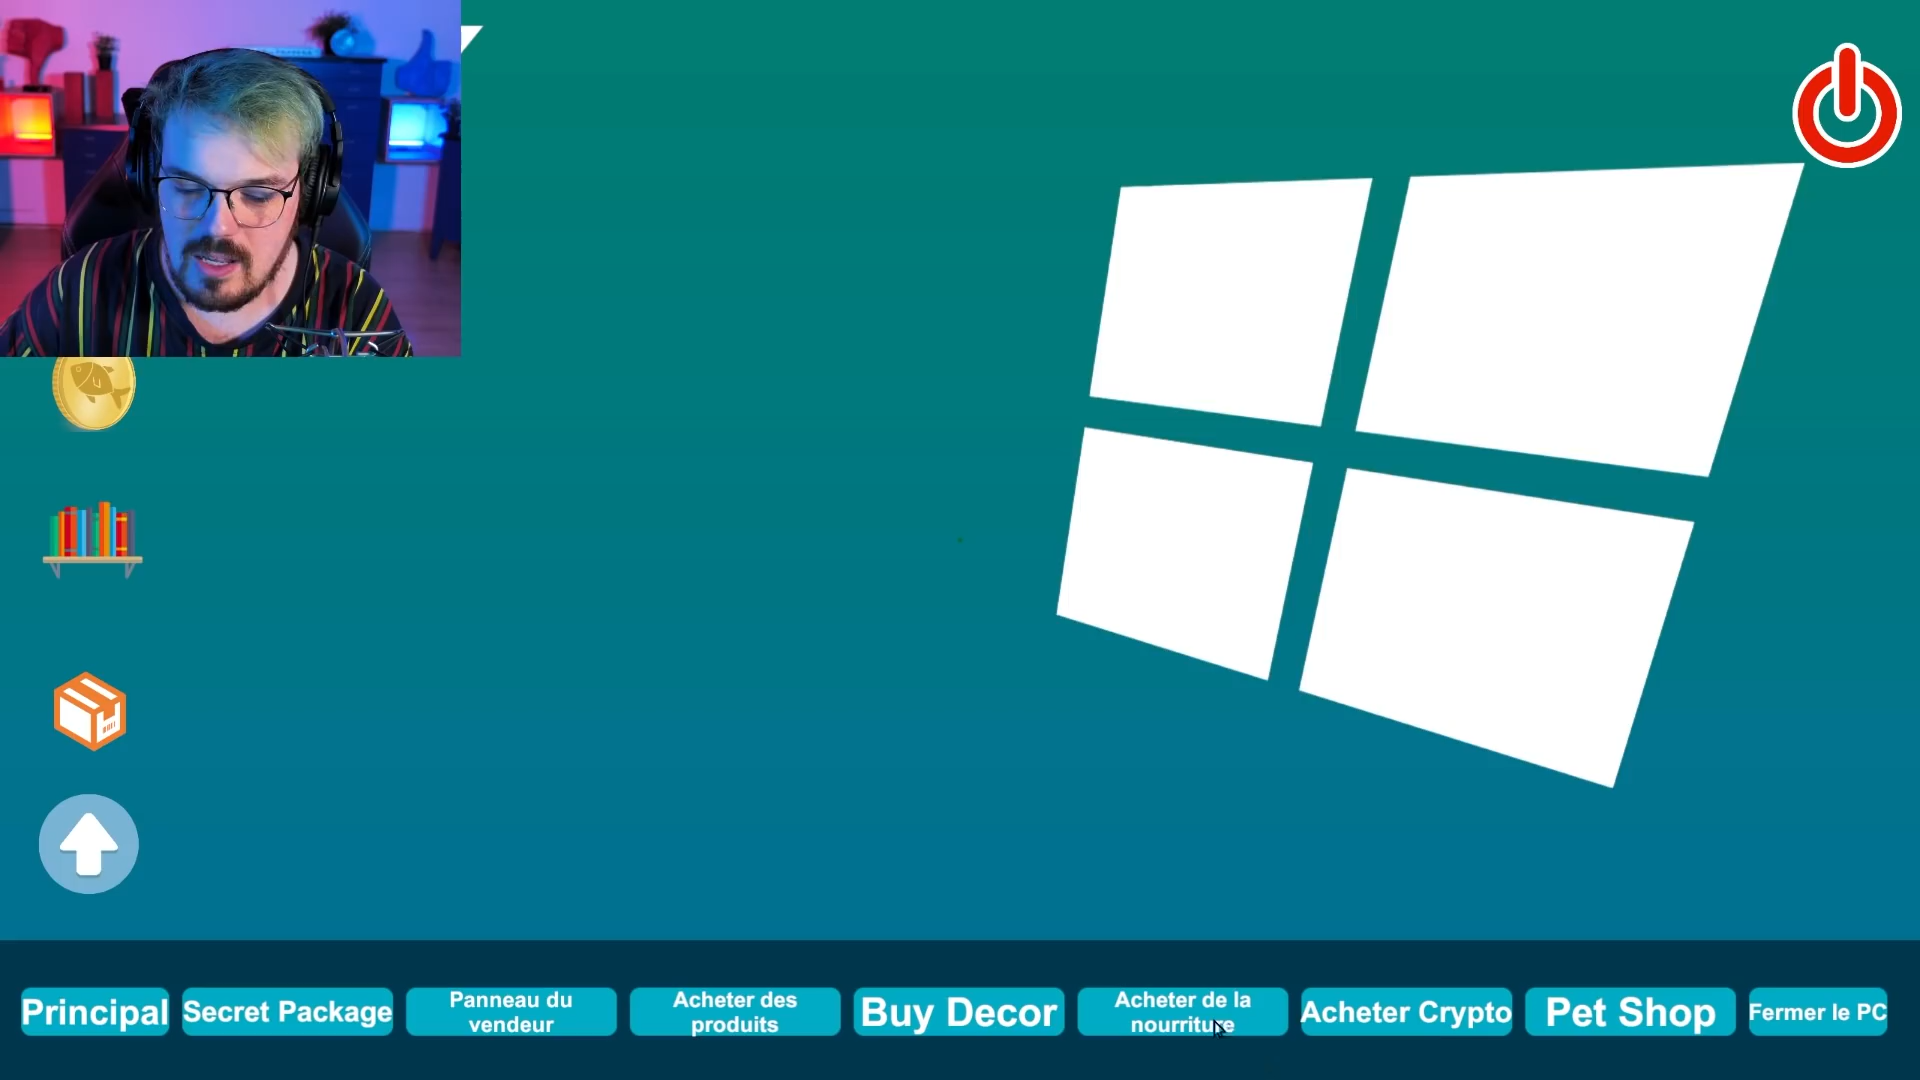 Principal
Secret Package
Panneau du
vendeur
Acheter des
produits
Buy Decor
Acheter de la
nourriture
Acheter Crypto
Pet Shop
Fermer le PC